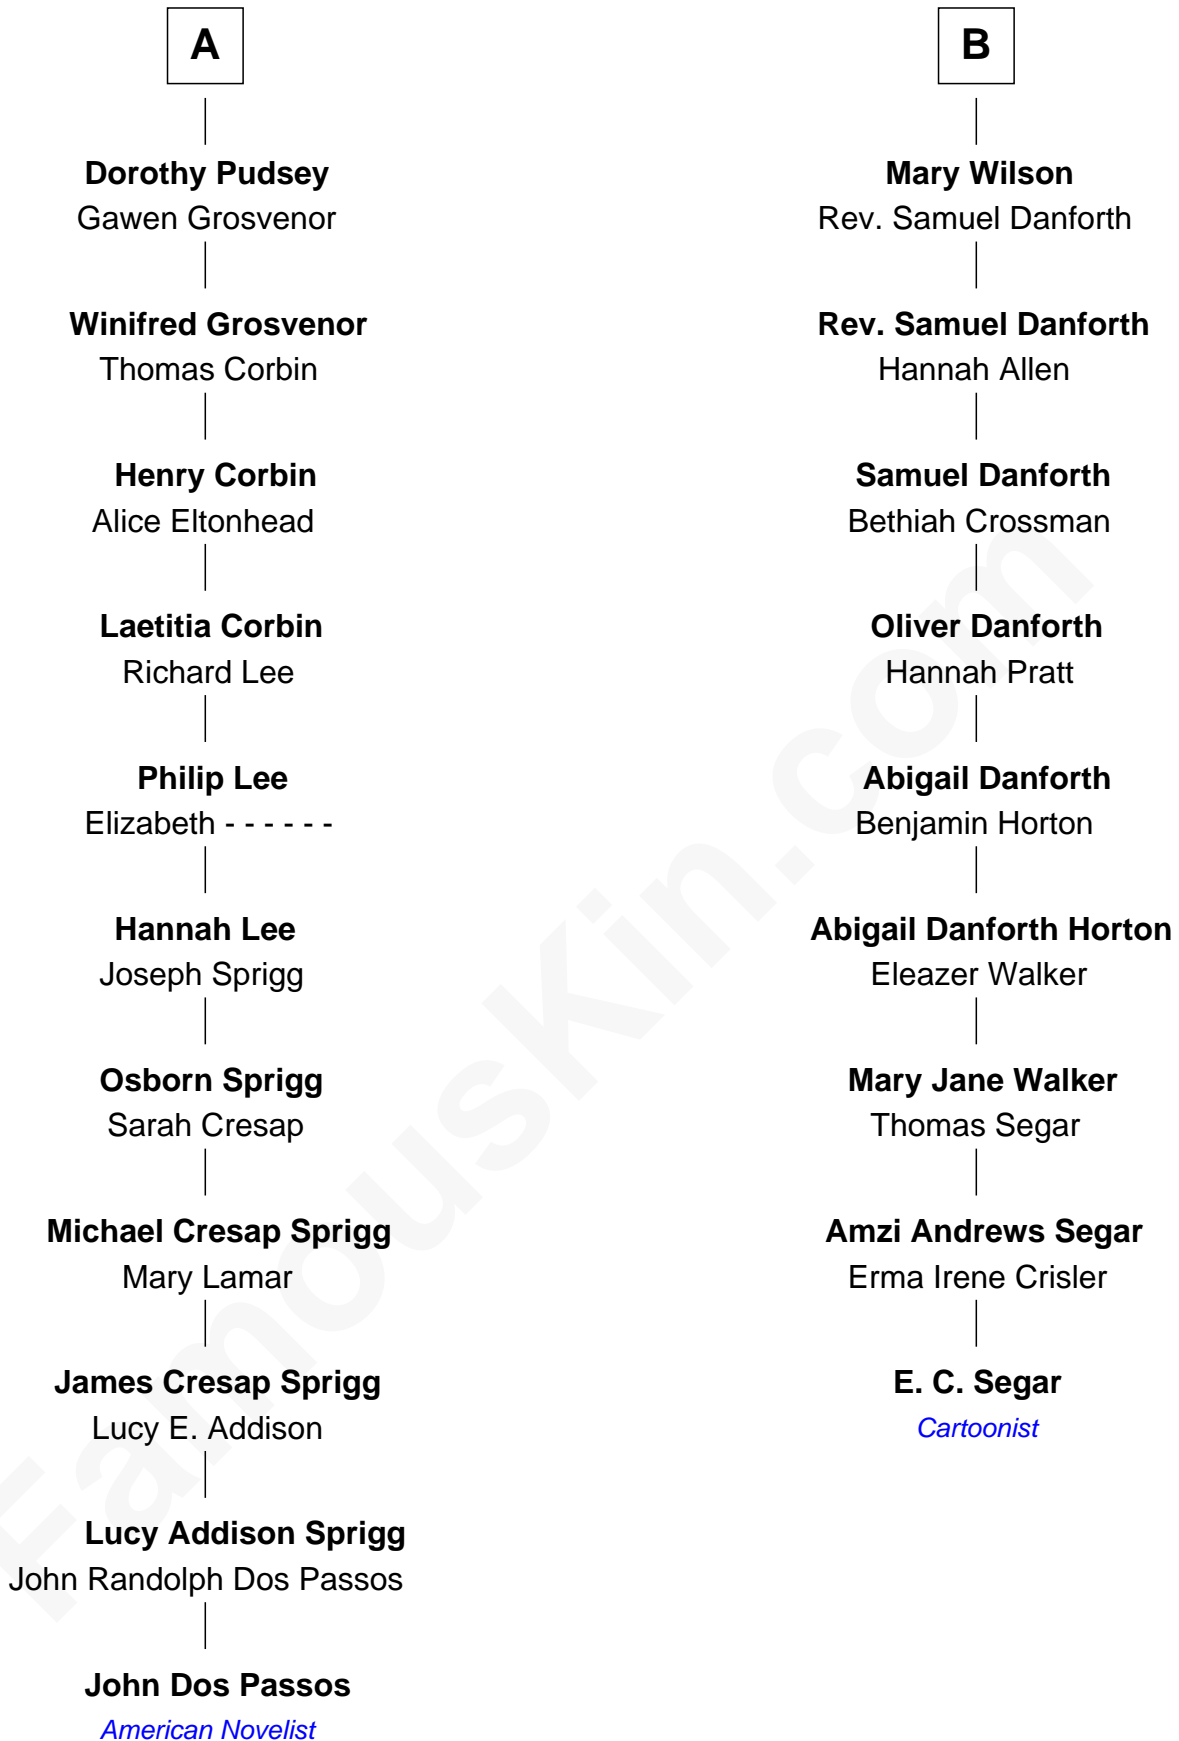 A
Dorothy Pudsey
Gawen Grosvenor
Winifred Grosvenor
Thomas Corbin
Henry Corbin
Alice Eltonhead
Laetitia Corbin
Richard Lee
Philip Lee
Elizabeth - - - - - -
Hannah Lee
Joseph Sprigg
Osborn Sprigg
Sarah Cresap
Michael Cresap Sprigg
Mary Lamar
James Cresap Sprigg
Lucy E. Addison
Lucy Addison Sprigg
John Randolph Dos Passos
John Dos Passos
American Novelist
B
Mary Wilson
Rev. Samuel Danforth
Rev. Samuel Danforth
Hannah Allen
Samuel Danforth
Bethiah Crossman
Oliver Danforth
Hannah Pratt
Abigail Danforth
Benjamin Horton
Abigail Danforth Horton
Eleazer Walker
Mary Jane Walker
Thomas Segar
Amzi Andrews Segar
Erma Irene Crisler
E. C. Segar
Cartoonist
FamousKin.com